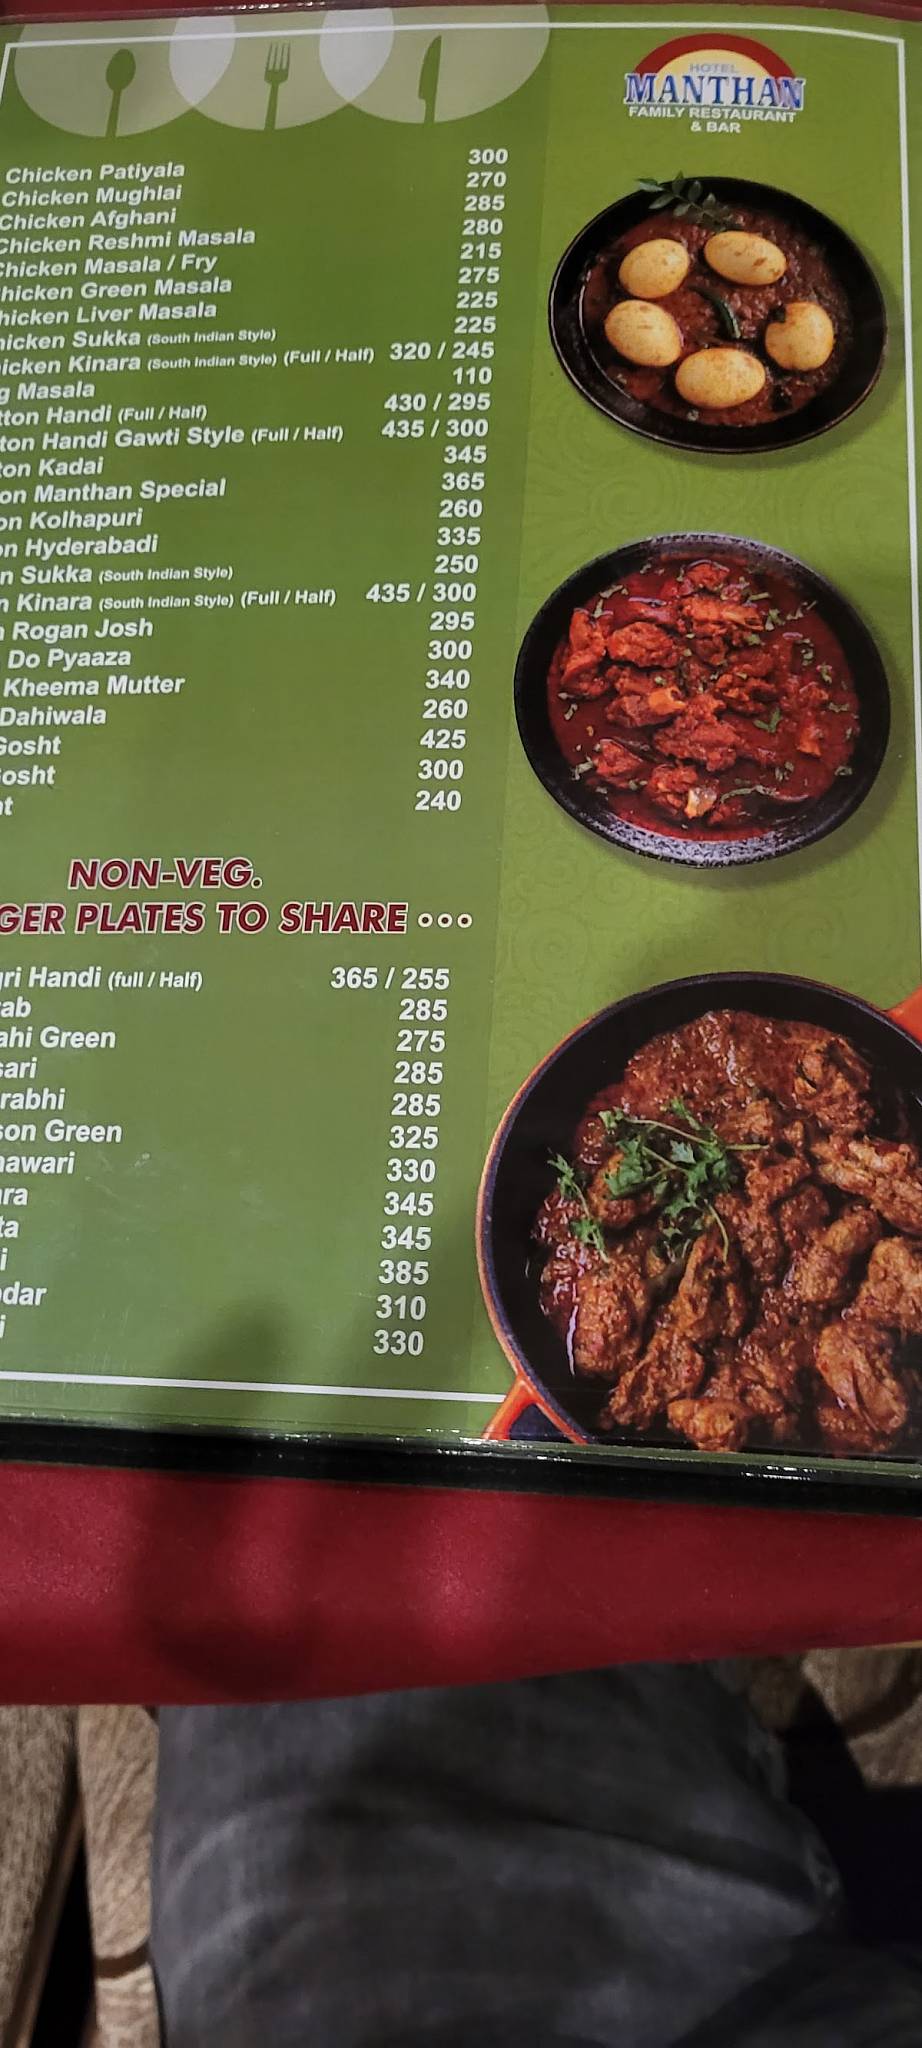 HOTEL
MANTHAN
FAMILY RESTAURANT
& BAR
Chicken Patiyala 300
Chicken Mughlai 270
Chicken Afghani 285
Chicken Reshmi Masala 280
Chicken Masala / Fry 215
hicken Green Masala 275
hicken Liver Masala 225
hicken Sukka (South Indian Style) 225
icken Kinara (South Indian Style) (Full / Half) 320 / 245
g Masala 110
tton Handi (Full / Half) 430 / 295
ton Handi Gawti Style (Full / Half) 435 / 300
ton Kadai 345
on Manthan Special 365
on Kolhapuri 260
on Hyderabadi 335
n Sukka (South Indian Style) 250
n Kinara (South Indian Style) (Full / Half) 435 / 300
Rogan Josh 295
Do Pyaaza 300
Kheema Mutter 340
Dahiwala 260
Gosht 425
osht 300
240
NON-VEG.
GER PLATES TO SHARE
ri Handi (full / Half) 365 / 255
ab 285
ahi Green 275
sari 285
rabhi 285
son Green 325
hawari 330
ara 345
ta 345
i 385
odar 310
i 330